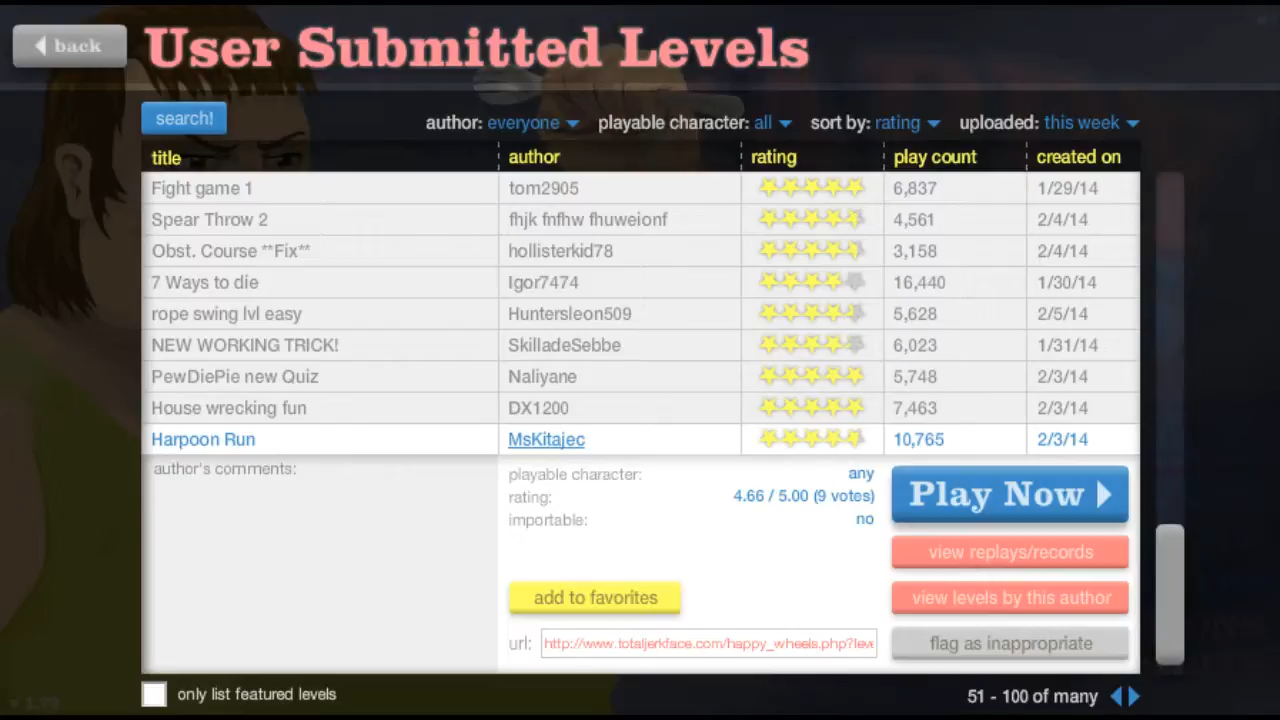 back
User Submitted Levels
search!
author: everyone playable character: all sort by: rating uploaded: this week
title author rating play count created on
Fight game 1 tom2905 6,837 1/29/14
Spear Throw 2 fhjk fnfhw fhuweionf 4,561 2/4/14
Obst. Course **Fix** hollisterkid78 3,158 2/4/14
7 Ways to die Igor7474 16,440 1/30/14
rope swing lvl easy Huntersleon509 5,628 2/5/14
NEW WORKING TRICK! SkilladeSebbe 6,023 1/31/14
PewDiePie new Quiz Naliyane 5,748 2/3/14
House wrecking fun DX1200 7,463 2/3/14
Harpoon Run MsKitajec 10,765 2/3/14
author's comments:
playable character: any
rating: 4.66 / 5.00 (9 votes)
importable: no
Play Now
view replays/records
add to favorites
view levels by this author
url: http://www.totaljerkface.com/happy_wheels.php?leve
flag as inappropriate
only list featured levels
51 - 100 of many